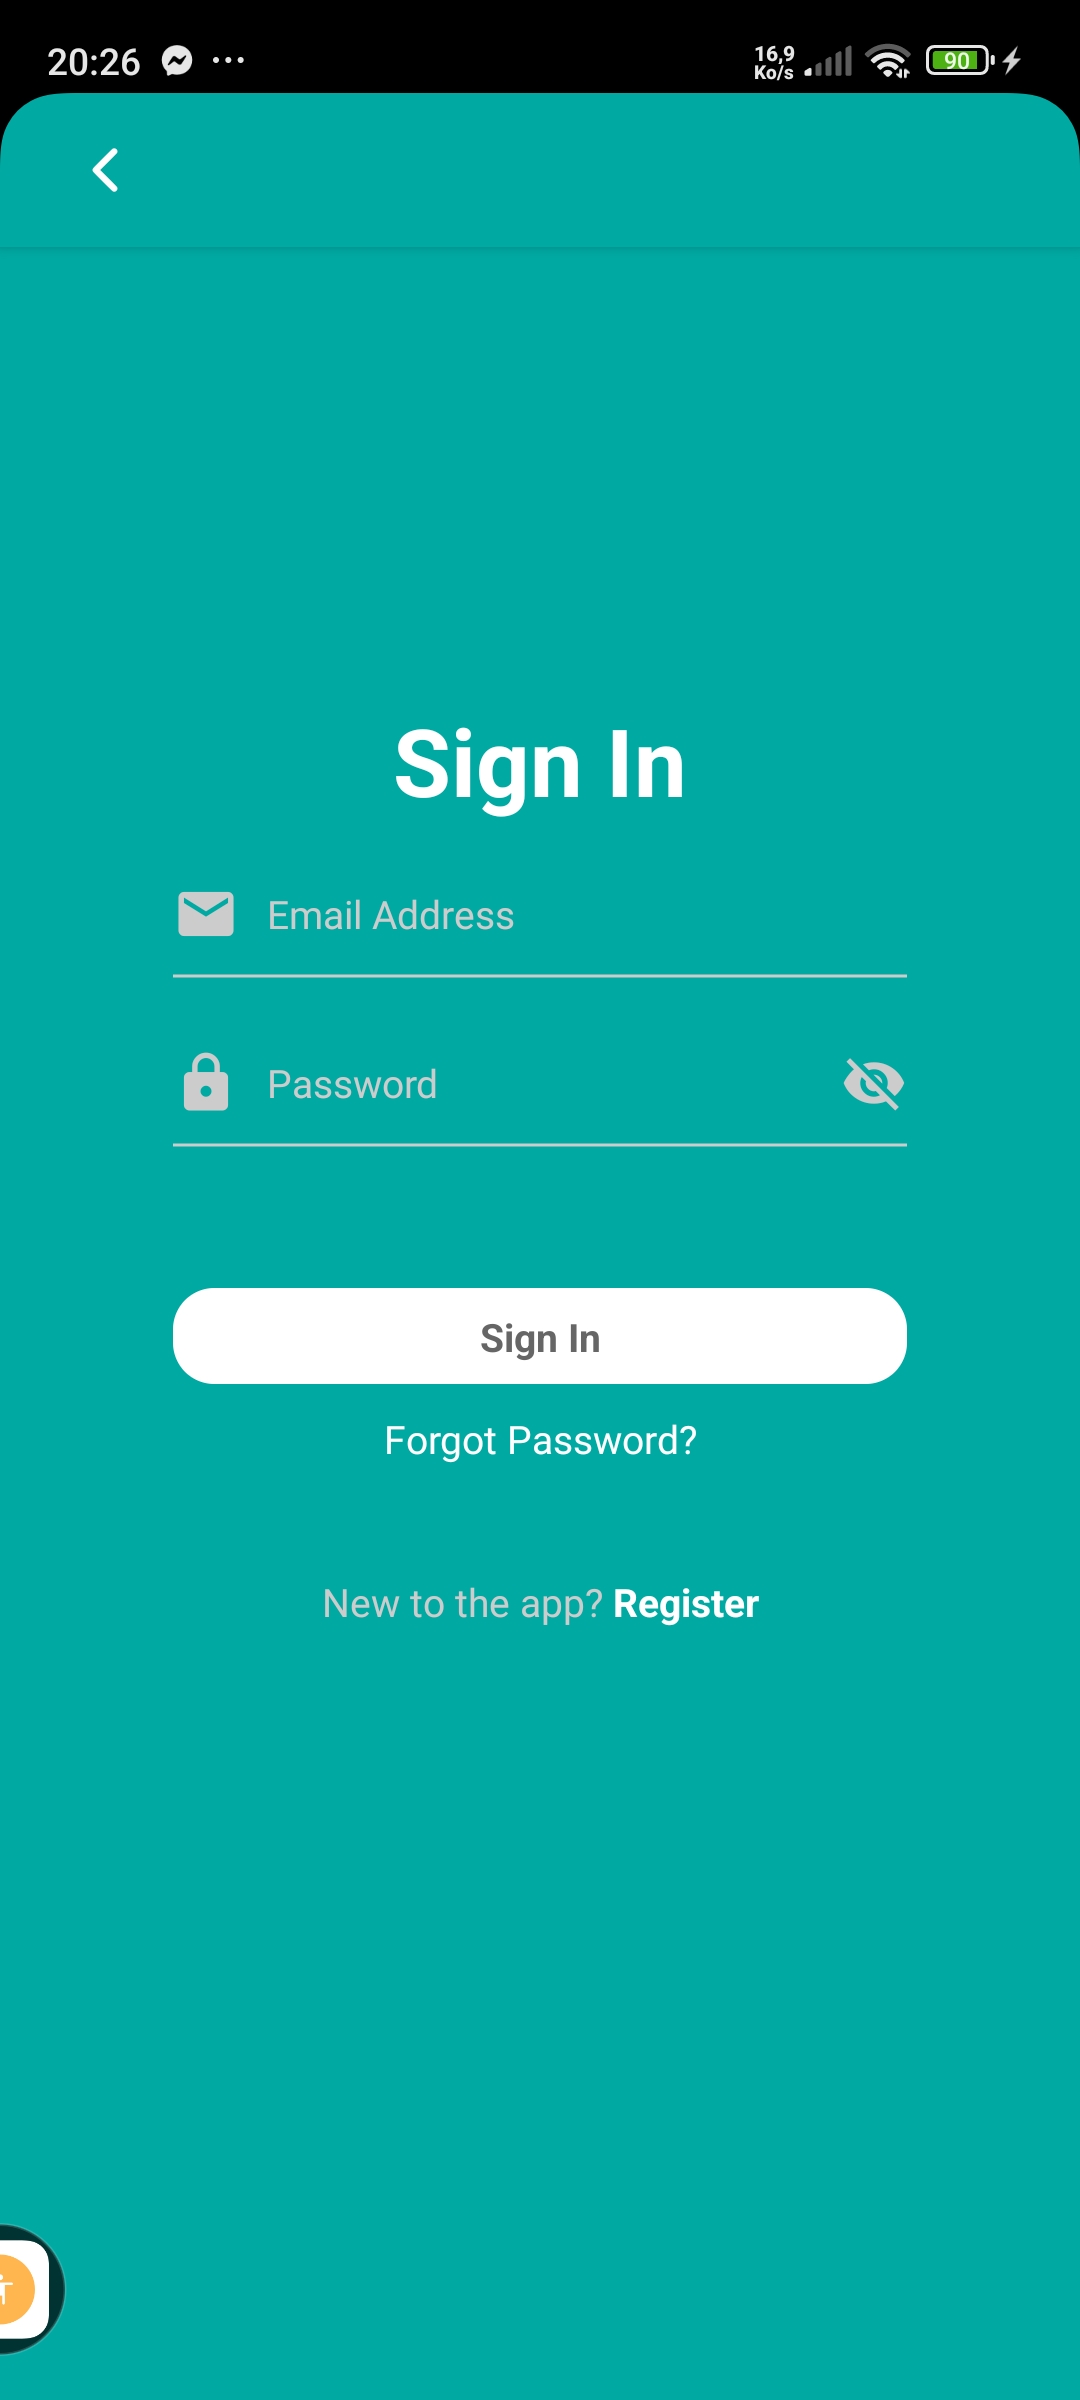 20:26 ... 16,9 Ko/s 90
Sign In
Email Address
Password
Sign In
Forgot Password?
New to the app? Register